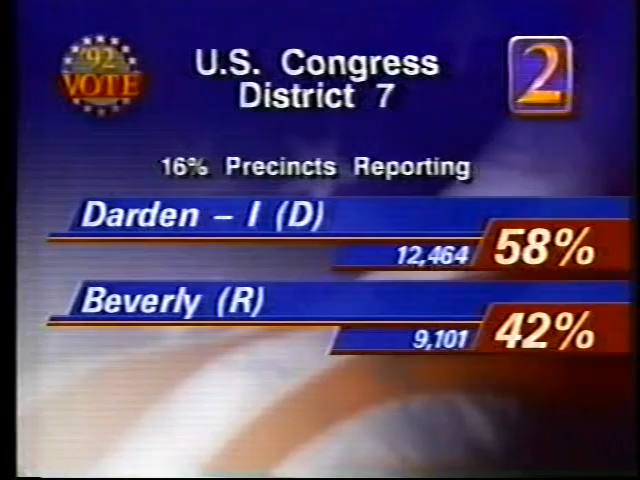 '92
VOTE
U.S. Congress
District 7
2
16% Precincts Reporting
Darden – I (D)
12,464
58%
Beverly (R)
9,101
42%